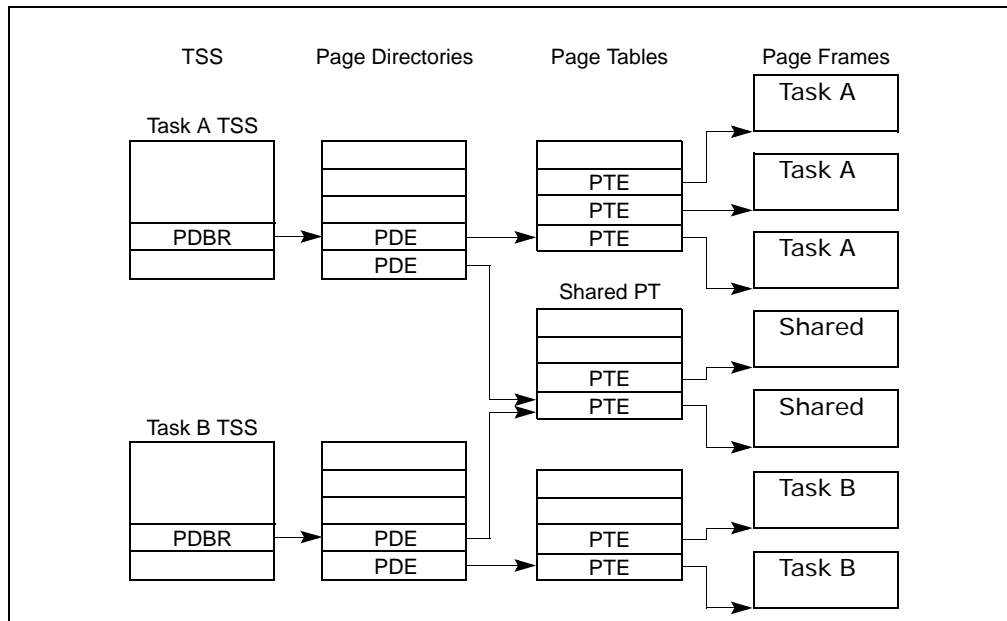 TSS Page Directories Page Tables Page Frames
Task A
Task A TSS
Task A
PTE
PTE
PDBR PDE PTE
Task A
PDE
Shared PT
Shared
PTE
PTE
Shared
Task B TSS
Task B
PDBR PDE PTE
PDE PTE
Task B